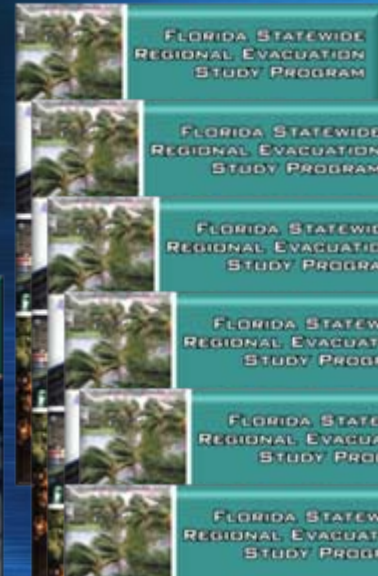 FLORIDA STATEWIDE
REGIONAL EVACUATION
STUDY PROGRAM
FLORIDA STATEWIDE
REGIONAL EVACUATION
STUDY PROGRAM
FLORIDA STATEWID
REGIONAL EVACUATIO
STUDY PROGRA
FLORIDA STATEW
REGIONAL EVACUAT
STUDY PROG
FLORIDA STATE
REGIONAL EVACUA
STUDY PRO
FLORIDA STATEW
REGIONAL EVACUAT
STUDY PROG